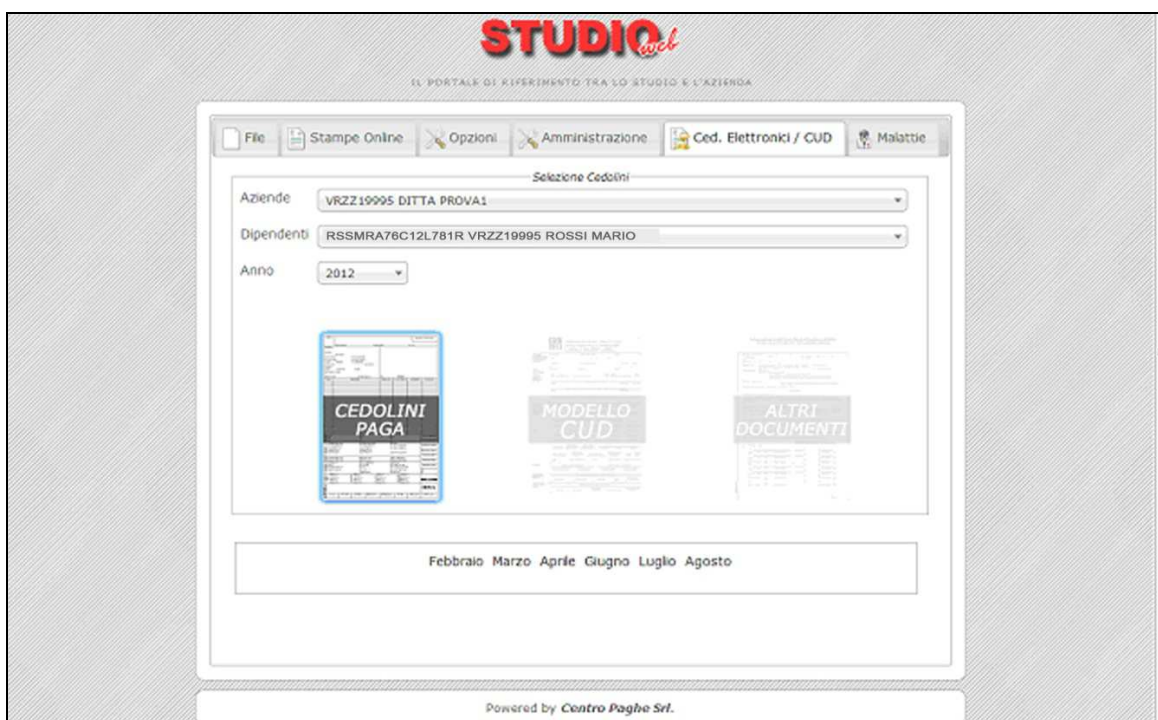 STUDIO web
IL PORTALE DI RIFERIMENTO TRA LO STUDIO E L'AZIENDA
File Stampe Online Opzioni Amministrazione Ced. Elettronici / CUD Malattie
Selezione Cedolini
Aziende VRZZ19995 DITTA PROVA1
Dipendenti RSSMRA76C12L781R VRZZ19995 ROSSI MARIO
Anno 2012
CEDOLINI PAGA
MODELLO CUD
ALTRI DOCUMENTI
Febbraio Marzo Aprile Giugno Luglio Agosto
Powered by Centro Paghe Srl.